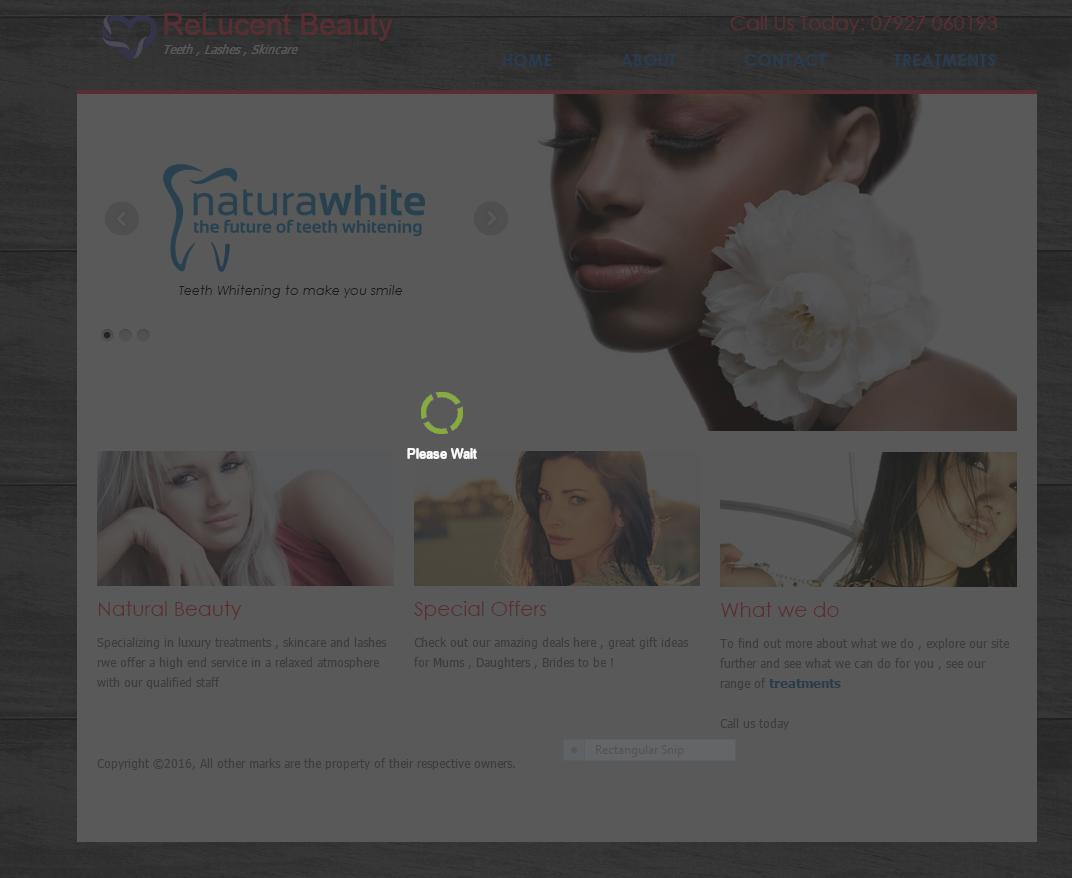 ReLucent Beauty
Teeth , Lashes , Skincare
Call Us Today: 07927 060193
HOME ABOUT CONTACT TREATMENTS
naturawhite
the future of teeth whitening
Teeth Whitening to make you smile
Please Wait
Natural Beauty
Specializing in luxury treatments , skincare and lashes
rwe offer a high end service in a relaxed atmosphere
with our qualified staff
Special Offers
Check out our amazing deals here , great gift ideas
for Mums , Daughters , Brides to be !
What we do
To find out more about what we do , explore our site
further and see what we can do for you , see our
range of treatments
Call us today
Rectangular Snip
Copyright ©2016, All other marks are the property of their respective owners.